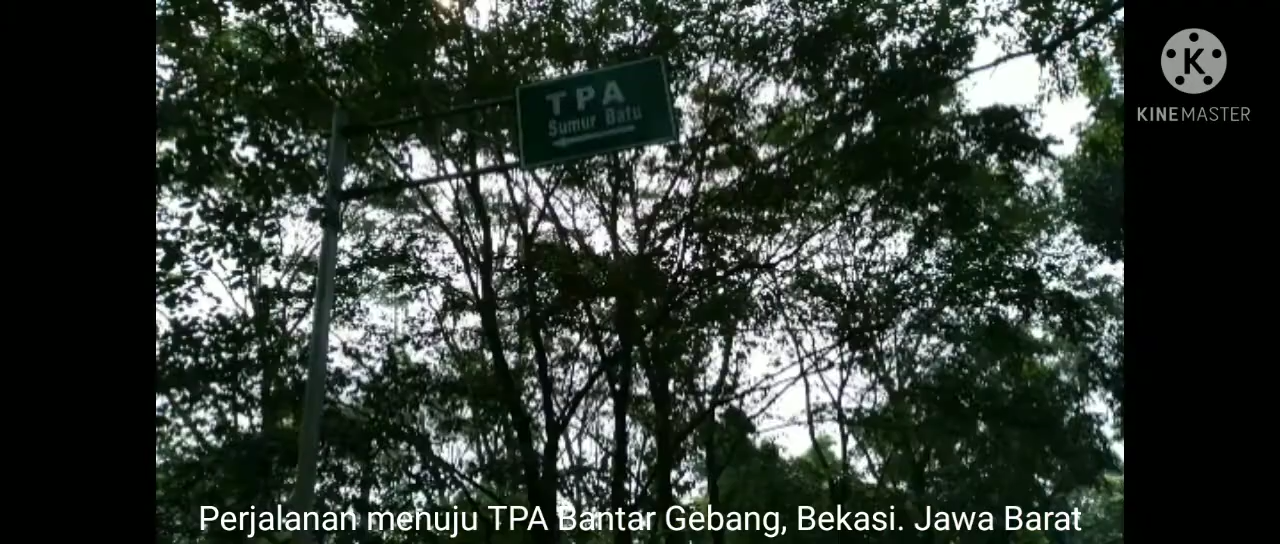 TPA
Sumur Batu
K
KINEMASTER
Perjalanan menuju TPA Bantar Gebang, Bekasi. Jawa Barat